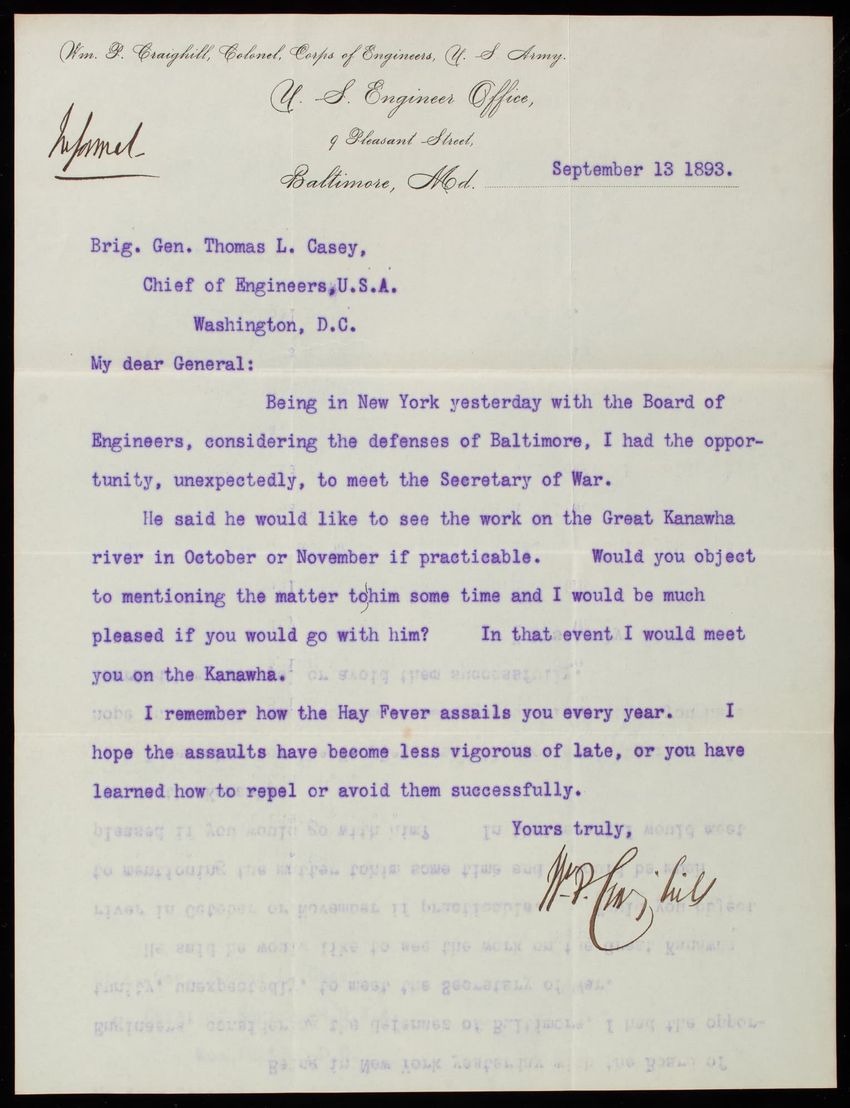 Wm. P. Craighill, Colonel, Corps of Engineers, U. S. Army.
U. S. Engineer Office,
9 Pleasant Street,
Informal
Baltimore, Md. September 13 1893.
Brig. Gen. Thomas L. Casey,
Chief of Engineers,U.S.A.
Washington, D.C.
My dear General:
Being in New York yesterday with the Board of
Engineers, considering the defenses of Baltimore, I had the oppor-
tunity, unexpectedly, to meet the Secretary of War.
He said he would like to see the work on the Great Kanawha
river in October or November if practicable. Would you object
to mentioning the matter to him some time and I would be much
pleased if you would go with him? In that event I would meet
you on the Kanawha.
I remember how the Hay Fever assails you every year. I
hope the assaults have become less vigorous of late, or you have
learned how to repel or avoid them successfully.
Yours truly,
Wm. P. Craighill